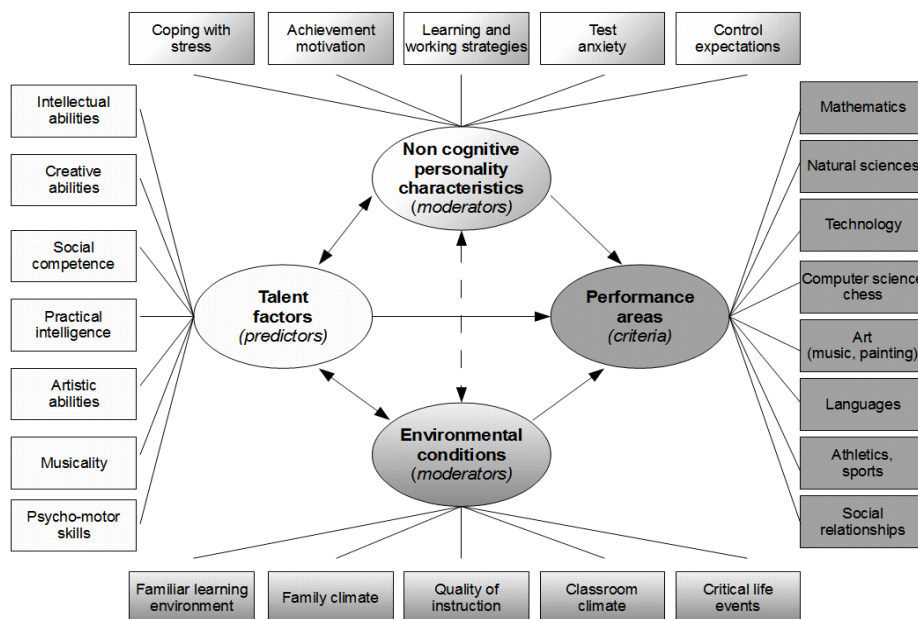 Coping with
stress
Achievement
motivation
Learning and
working strategies
Test
anxiety
Control
expectations
Intellectual
abilities
Creative
abilities
Social
competence
Practical
intelligence
Artistic
abilities
Musicality
Psycho-motor
skills
Non cognitive
personality
characteristics
(moderators)
Talent
factors
(predictors)
Performance
areas
(criteria)
Environmental
conditions
(moderators)
Mathematics
Natural sciences
Technology
Computer science,
chess
Art
(music, painting)
Languages
Athletics,
sports
Social
relationships
Familiar learning
environment
Family climate
Quality of
instruction
Classroom
climate
Critical life
events